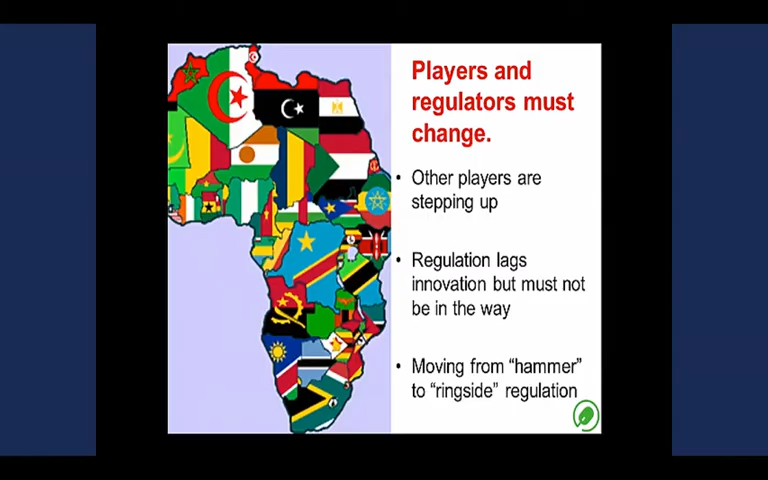 Players and
regulators must
change.
• Other players are
stepping up
• Regulation lags
innovation but must not
be in the way
• Moving from “hammer”
to “ringside” regulation